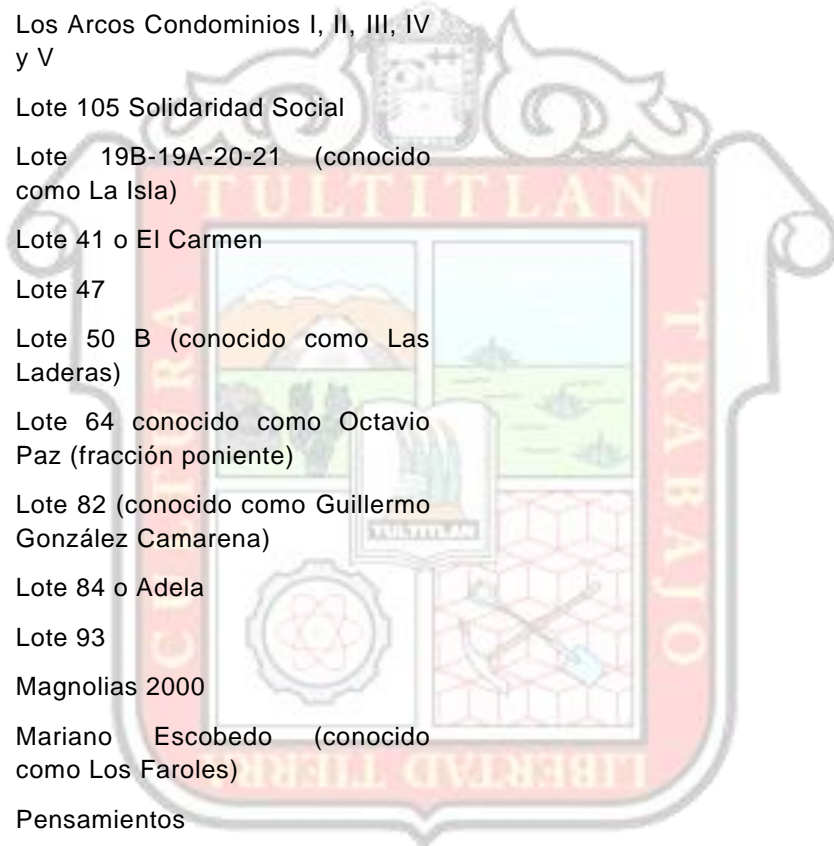 Los Arcos Condominios I, II, III, IV
y V
Lote 105 Solidaridad Social
Lote 19B-19A-20-21 (conocido
como La Isla)
Lote 41 o El Carmen
Lote 47
Lote 50 B (conocido como Las
Laderas)
Lote 64 conocido como Octavio
Paz (fracción poniente)
Lote 82 (conocido como Guillermo
González Camarena)
Lote 84 o Adela
Lote 93
Magnolias 2000
Mariano Escobedo (conocido
como Los Faroles)
Pensamientos
TULTITLAN
CULTURA
TRABAJO
TULTITLAN
LIBERTAD TIERRA